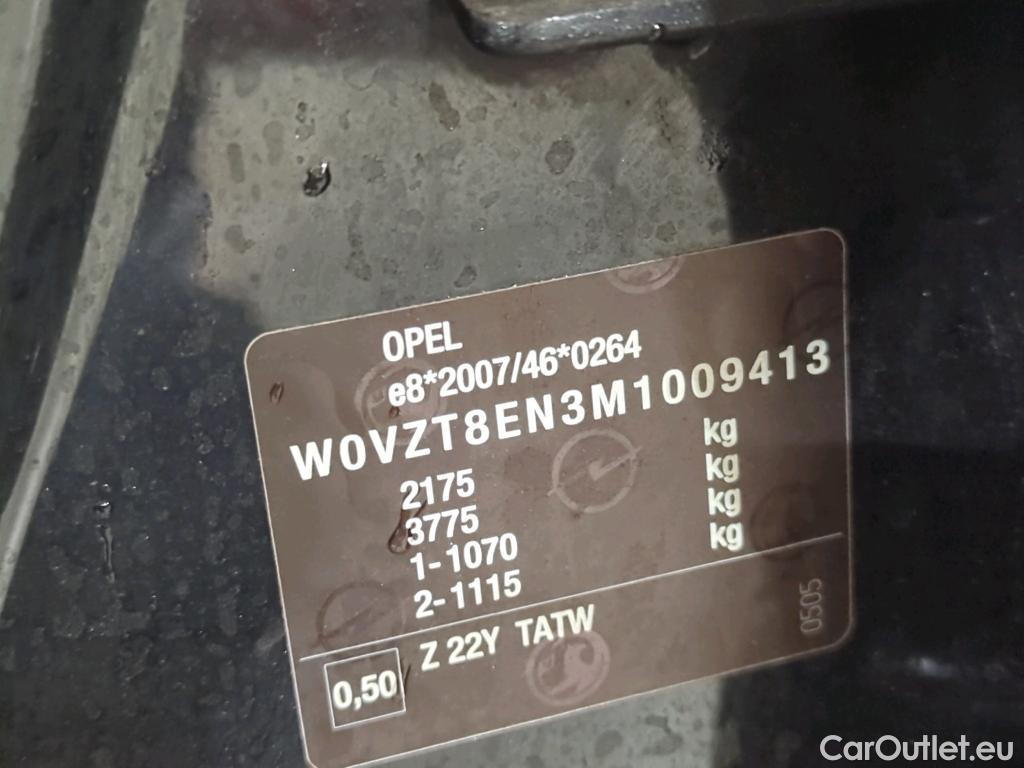 OPEL
e8*2007/46*0264
W0VZT8EN3M1009413
2175 kg
3775 kg
1-1070 kg
2-1115 kg
0,50 Z 22Y TATW
0505
CarOutlet.eu